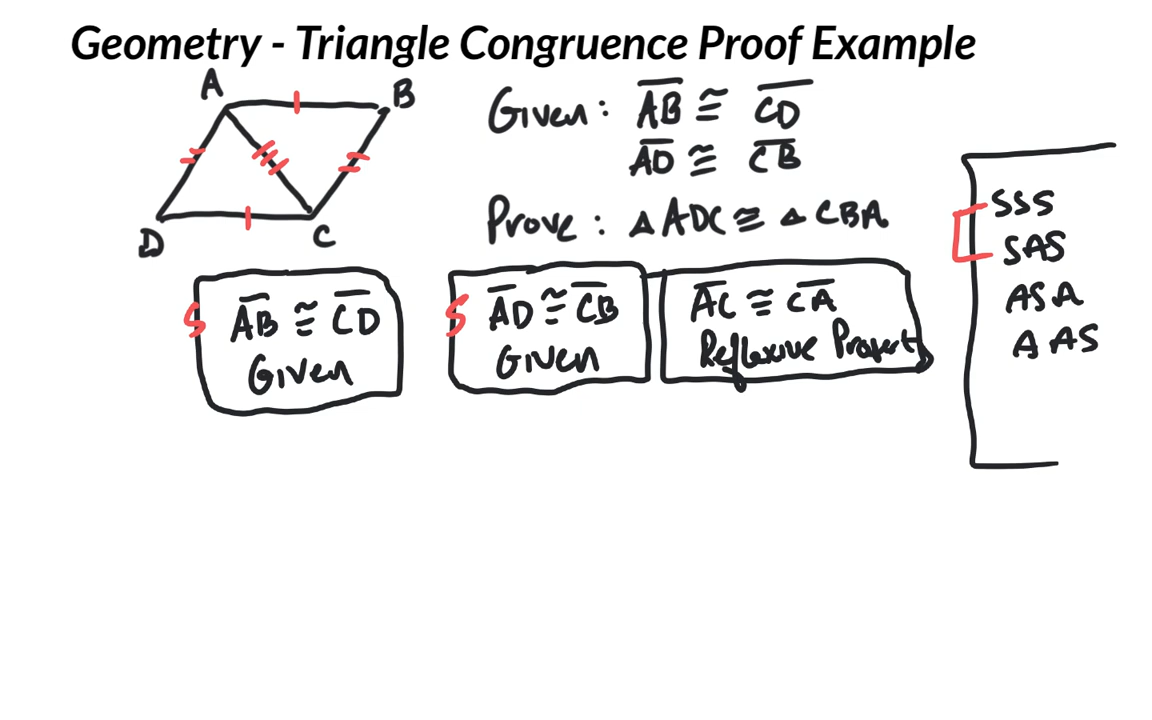 Geometry - Triangle Congruence Proof Example
A
B
D
C
Given: AB ≅ CD
AD ≅ CB
Prove: △ADC ≅ △CBA
S
AB ≅ CD
Given
S
AD ≅ CB
Given
AC ≅ CA
Reflexive Property
SSS
SAS
ASA
AAS